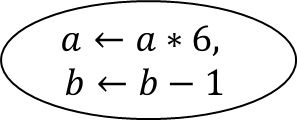 a ← a * 6,
b ← b − 1